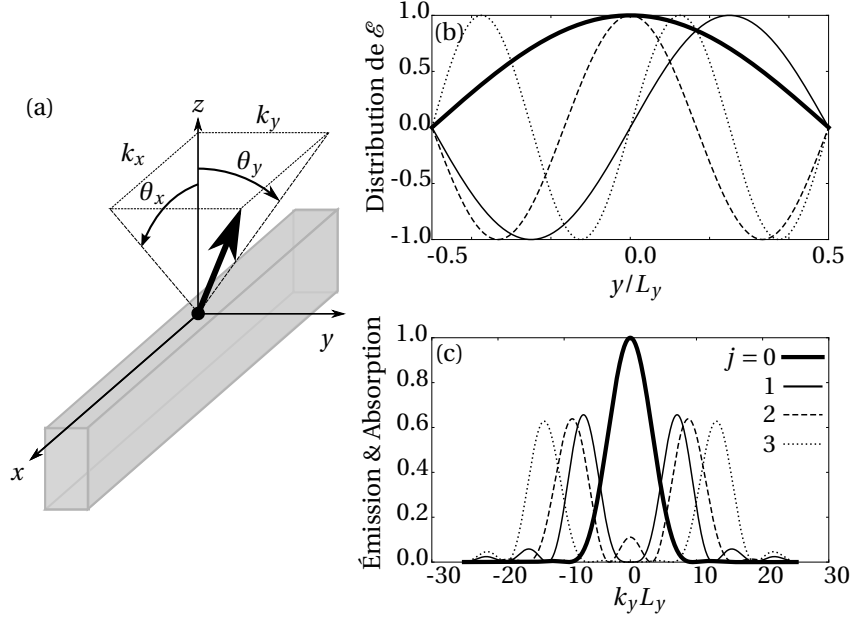 (a)
z
k_y
k_x
θ_y
θ_x
y
x
(b)
Distribution de ℰ
1.0
0.5
0.0
-0.5
-1.0
-0.5
0.0
0.5
y/L_y
(c)
Émission & Absorption
1.0
0.8
0.6
0.4
0.2
0.0
j = 0
1
2
3
-30
-20
-10
0
10
20
30
k_yL_y